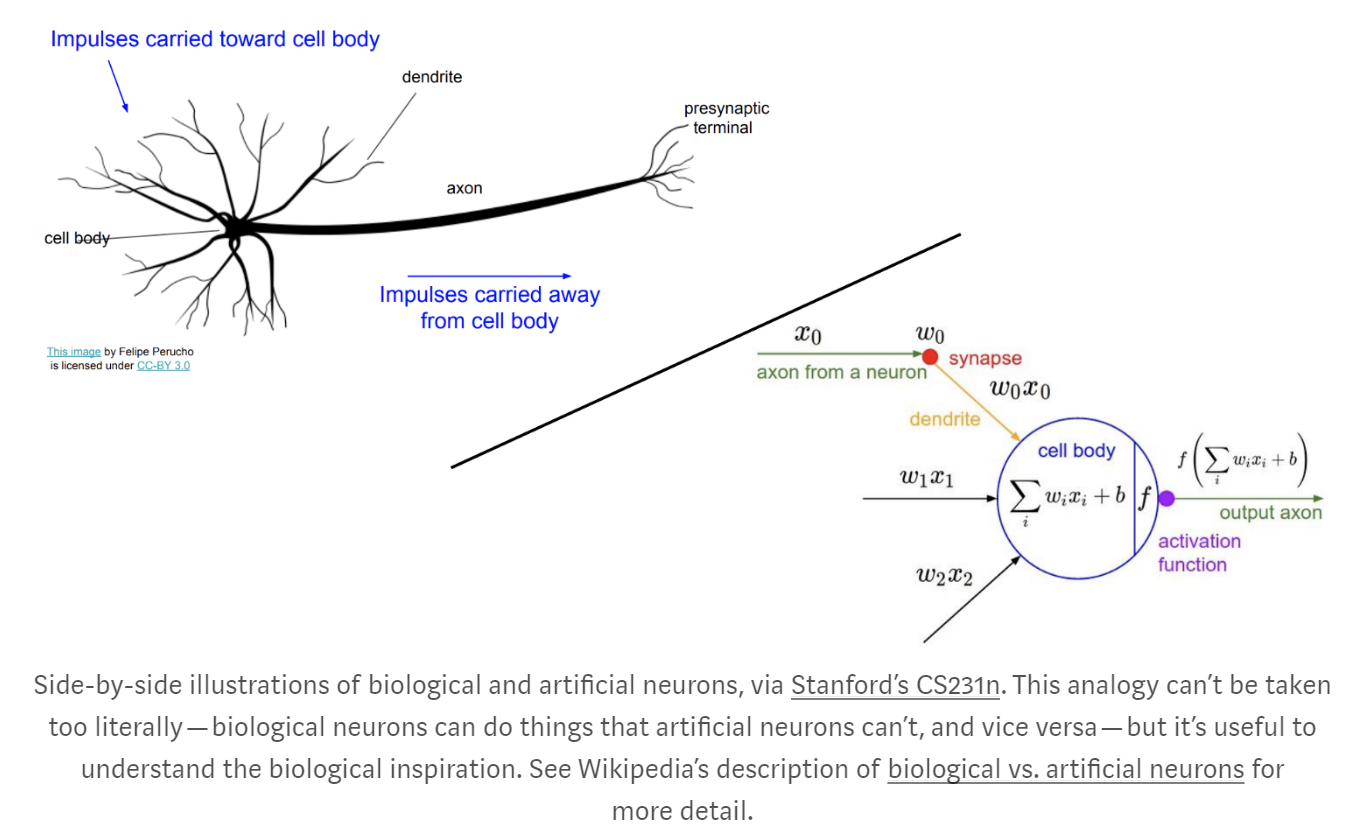 Impulses carried toward cell body
dendrite
presynaptic
terminal
axon
cell body
Impulses carried away
from cell body
This image by Felipe Perucho
is licensed under CC-BY 3.0
x₀
w₀
synapse
axon from a neuron
w₀x₀
dendrite
cell body
f(∑ᵢ wᵢxᵢ + b)
w₁x₁
∑ᵢ wᵢxᵢ + b
f
output axon
activation
function
w₂x₂
Side-by-side illustrations of biological and artificial neurons, via Stanford’s CS231n. This analogy can’t be taken
too literally — biological neurons can do things that artificial neurons can’t, and vice versa — but it’s useful to
understand the biological inspiration. See Wikipedia’s description of biological vs. artificial neurons for
more detail.